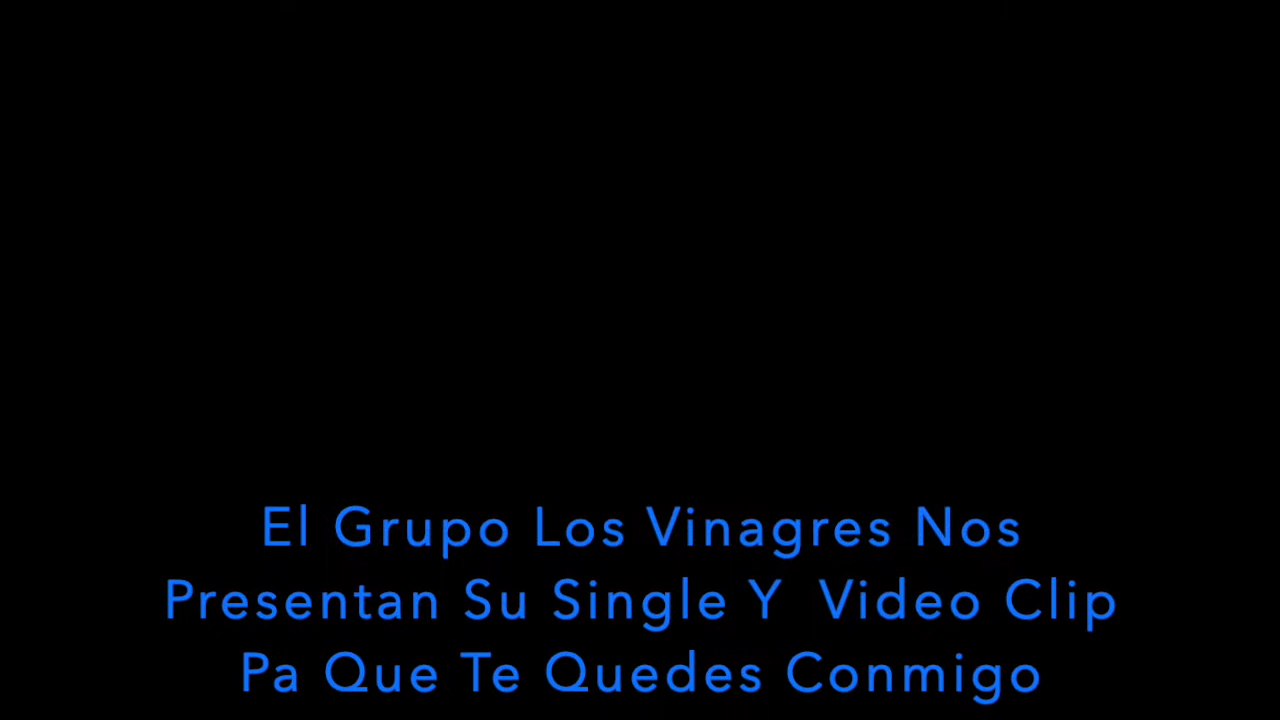 El Grupo Los Vinagres Nos
Presentan Su Single Y  Video Clip
Pa Que Te Quedes Conmigo